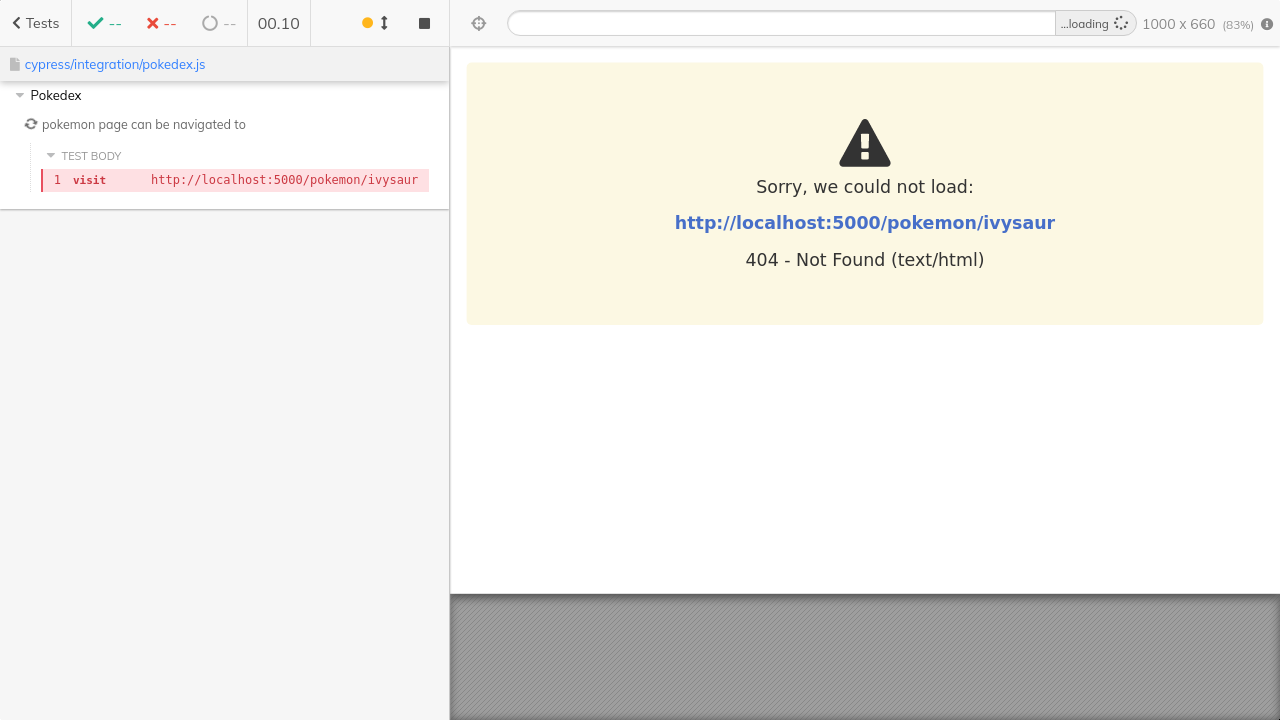 Tests -- -- -- 00.10
cypress/integration/pokedex.js
Pokedex
pokemon page can be navigated to
TEST BODY
1 visit http://localhost:5000/pokemon/ivysaur
...loading 1000 x 660 (83%)
Sorry, we could not load:
http://localhost:5000/pokemon/ivysaur
404 - Not Found (text/html)